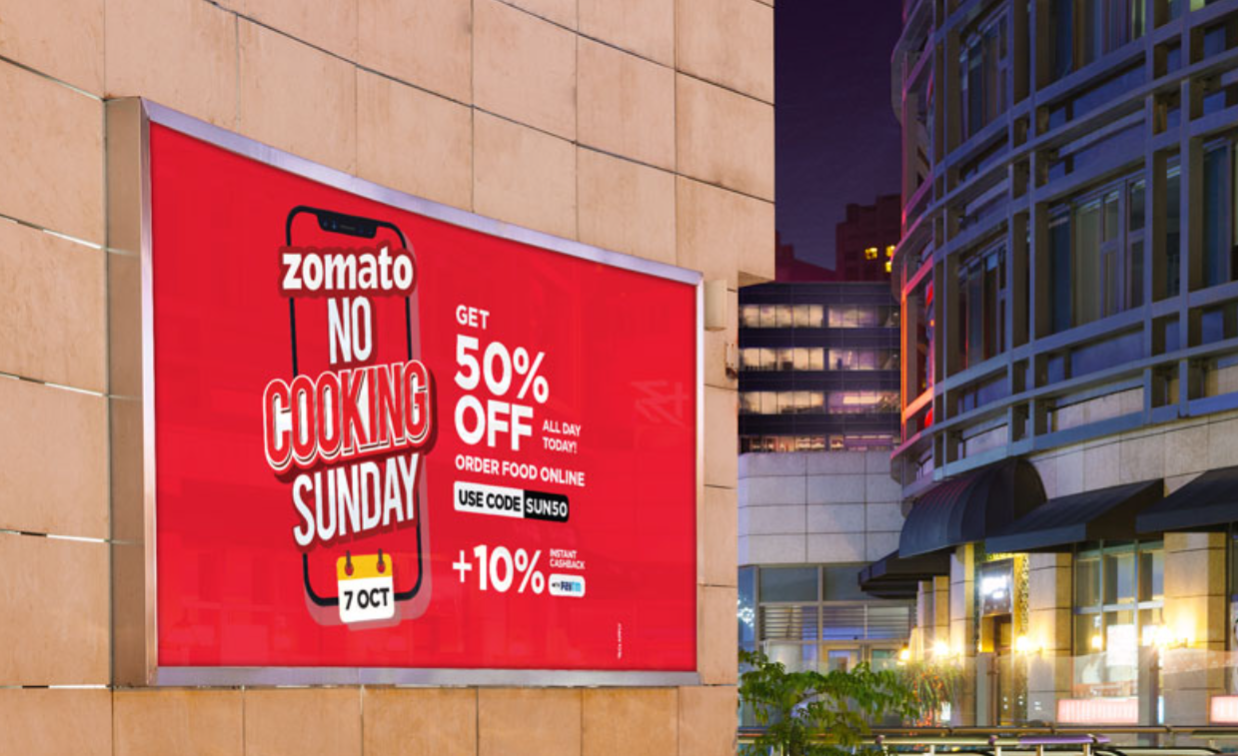 zomato
NO
COOKING
SUNDAY
7 OCT
GET
50%
OFF
ALL DAY
TODAY!
ORDER FOOD ONLINE
USE CODE SUN50
+10%
INSTANT
CASHBACK
PAYTM